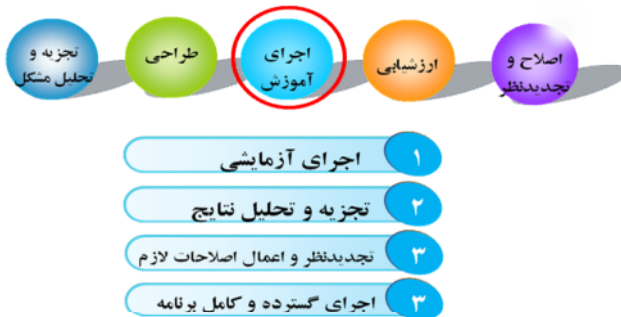 تجزیه و
تحلیل مشکل
طراحی
اجرای
آموزش
ارزشیابی
اصلاح و
تجدیدنظر
۱ اجرای آزمایشی
۲ تجزیه و تحلیل نتایج
۳ تجدیدنظر و اعمال اصلاحات لازم
۳ اجرای گسترده و کامل برنامه